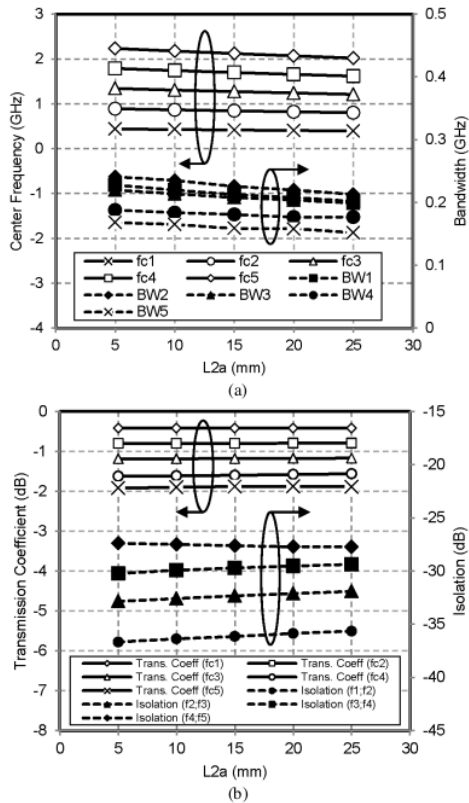 (a)
3
2
1
0
-1
-2
-3
-4
Center Frequency (GHz)
0.5
0.4
0.3
0.2
0.1
0
Bandwidth (GHz)
fc1 fc2 fc3
fc4 fc5 BW1
BW2 BW3 BW4
BW5
0 5 10 15 20 25 30
L2a (mm)
(a)
0
-1
-2
-3
-4
-5
-6
-7
-8
Transmission Coefficient (dB)
-15
-20
-25
-30
-35
-40
-45
Isolation (dB)
Trans. Coeff (fc1) Trans. Coeff (fc2)
Trans. Coeff (fc3) Trans. Coeff (fc4)
Trans. Coeff (fc5) Isolation (f1;f2)
Isolation (f2;f3) Isolation (f3;f4)
Isolation (f4;f5)
0 5 10 15 20 25 30
L2a (mm)
(b)